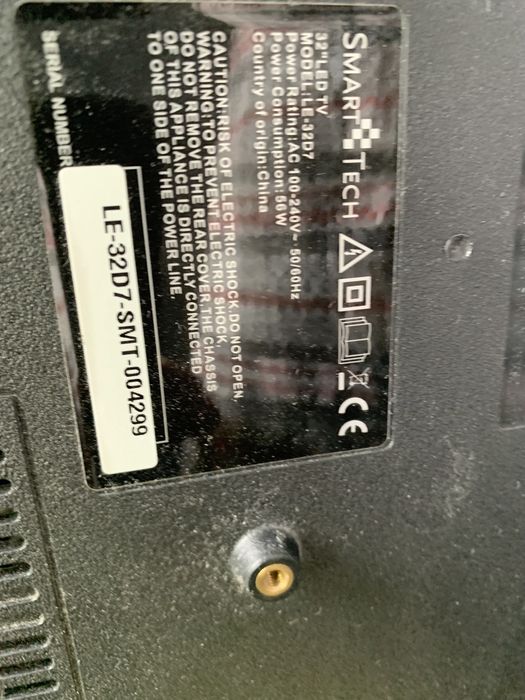 SMART TECH
32"LED TV
MODEL:LE-32D7
Power Rating:AC 100-240V~ 50/60Hz
Power Consumption: 56W
Country of origin:China
CAUTION:RISK OF ELECTRIC SHOCK,DO NOT OPEN.
WARNING:TO PREVENT ELECTRIC SHOCK,
DO NOT REMOVE THE REAR COVER.THE CHASSIS
OF THIS APPLIANCE IS DIRECTLY CONNECTED
TO ONE SIDE OF THE POWER LINE.
SERIAL NUMBER
LE-32D7-SMT-004299